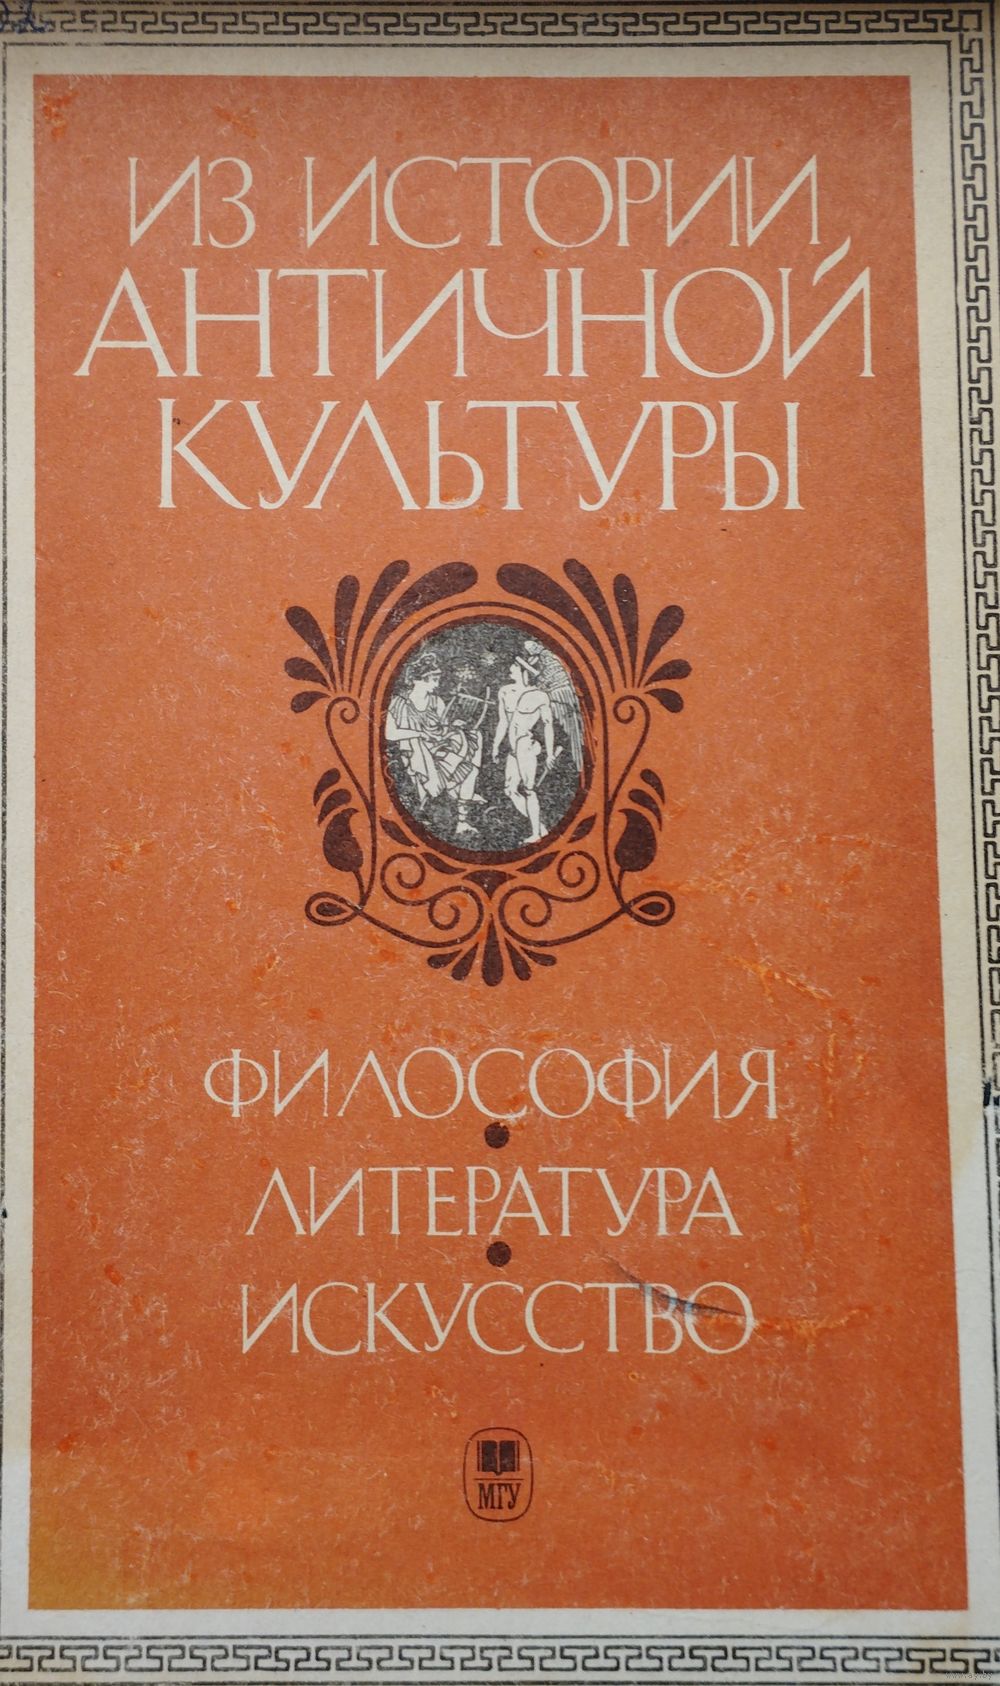 ИЗ ИСТОРИИ
АНТИЧНОЙ
КУЛЬТУРЫ
ФИЛОСОФИЯ
•
ЛИТЕРАТУРА
•
ИСКУССТВО
МГУ